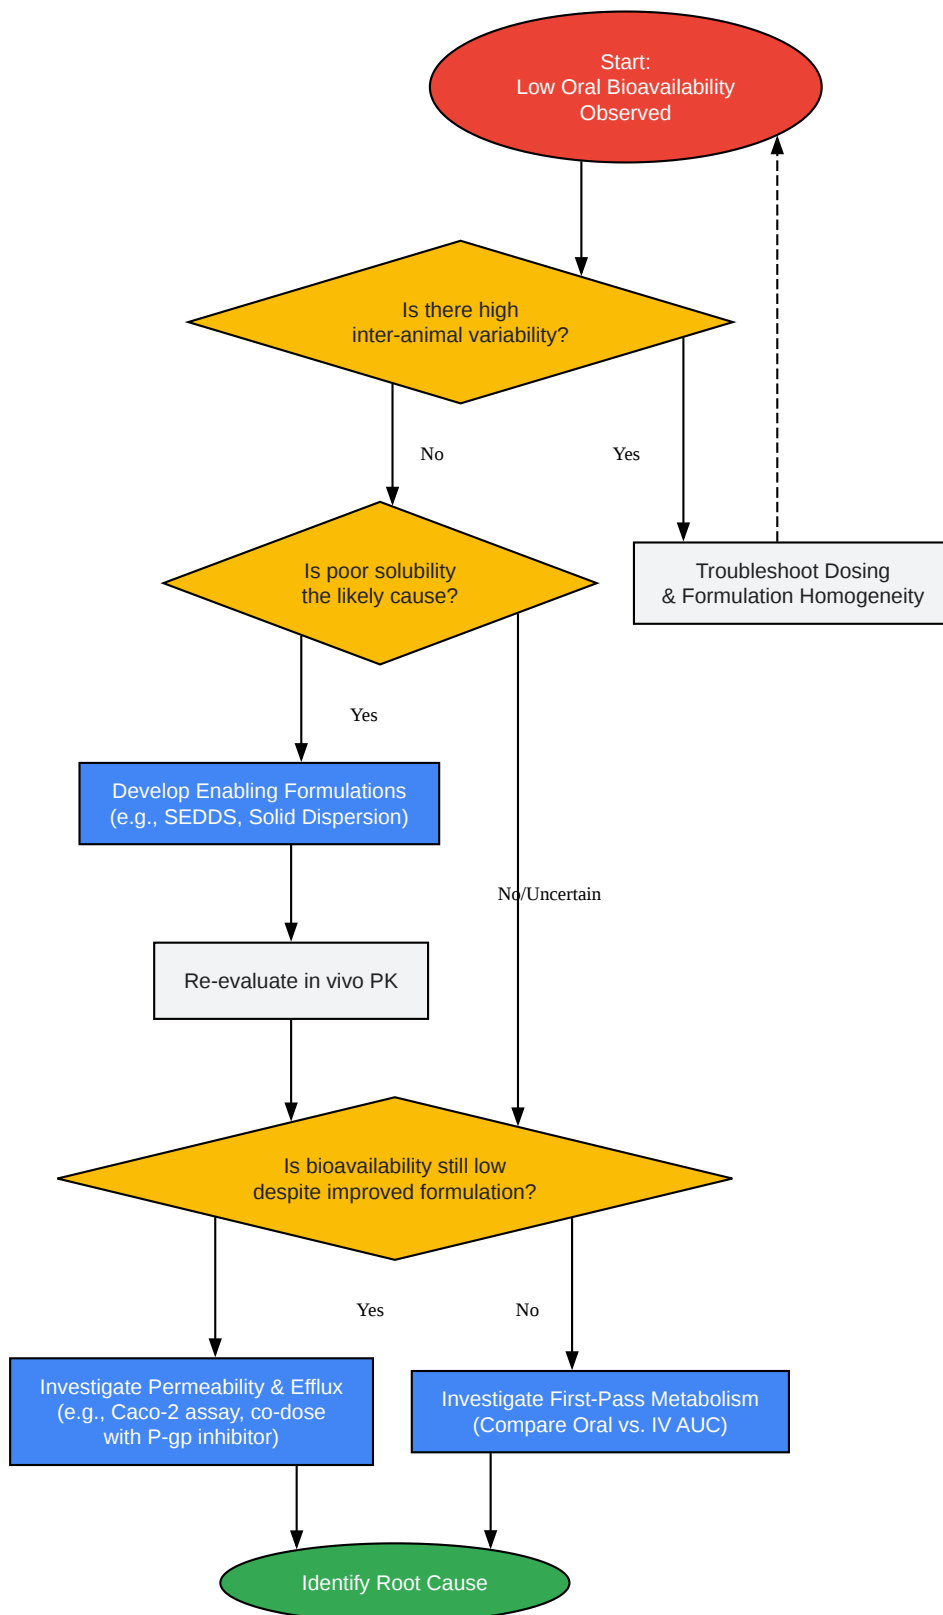 Start:
Low Oral Bioavailability
Observed
Is there high
inter-animal variability?
No
Yes
Is poor solubility
the likely cause?
Troubleshoot Dosing
& Formulation Homogeneity
Yes
Develop Enabling Formulations
(e.g., SEDDS, Solid Dispersion)
No/Uncertain
Re-evaluate in vivo PK
Is bioavailability still low
despite improved formulation?
Yes
No
Investigate Permeability & Efflux
(e.g., Caco-2 assay, co-dose
with P-gp inhibitor)
Investigate First-Pass Metabolism
(Compare Oral vs. IV AUC)
Identify Root Cause